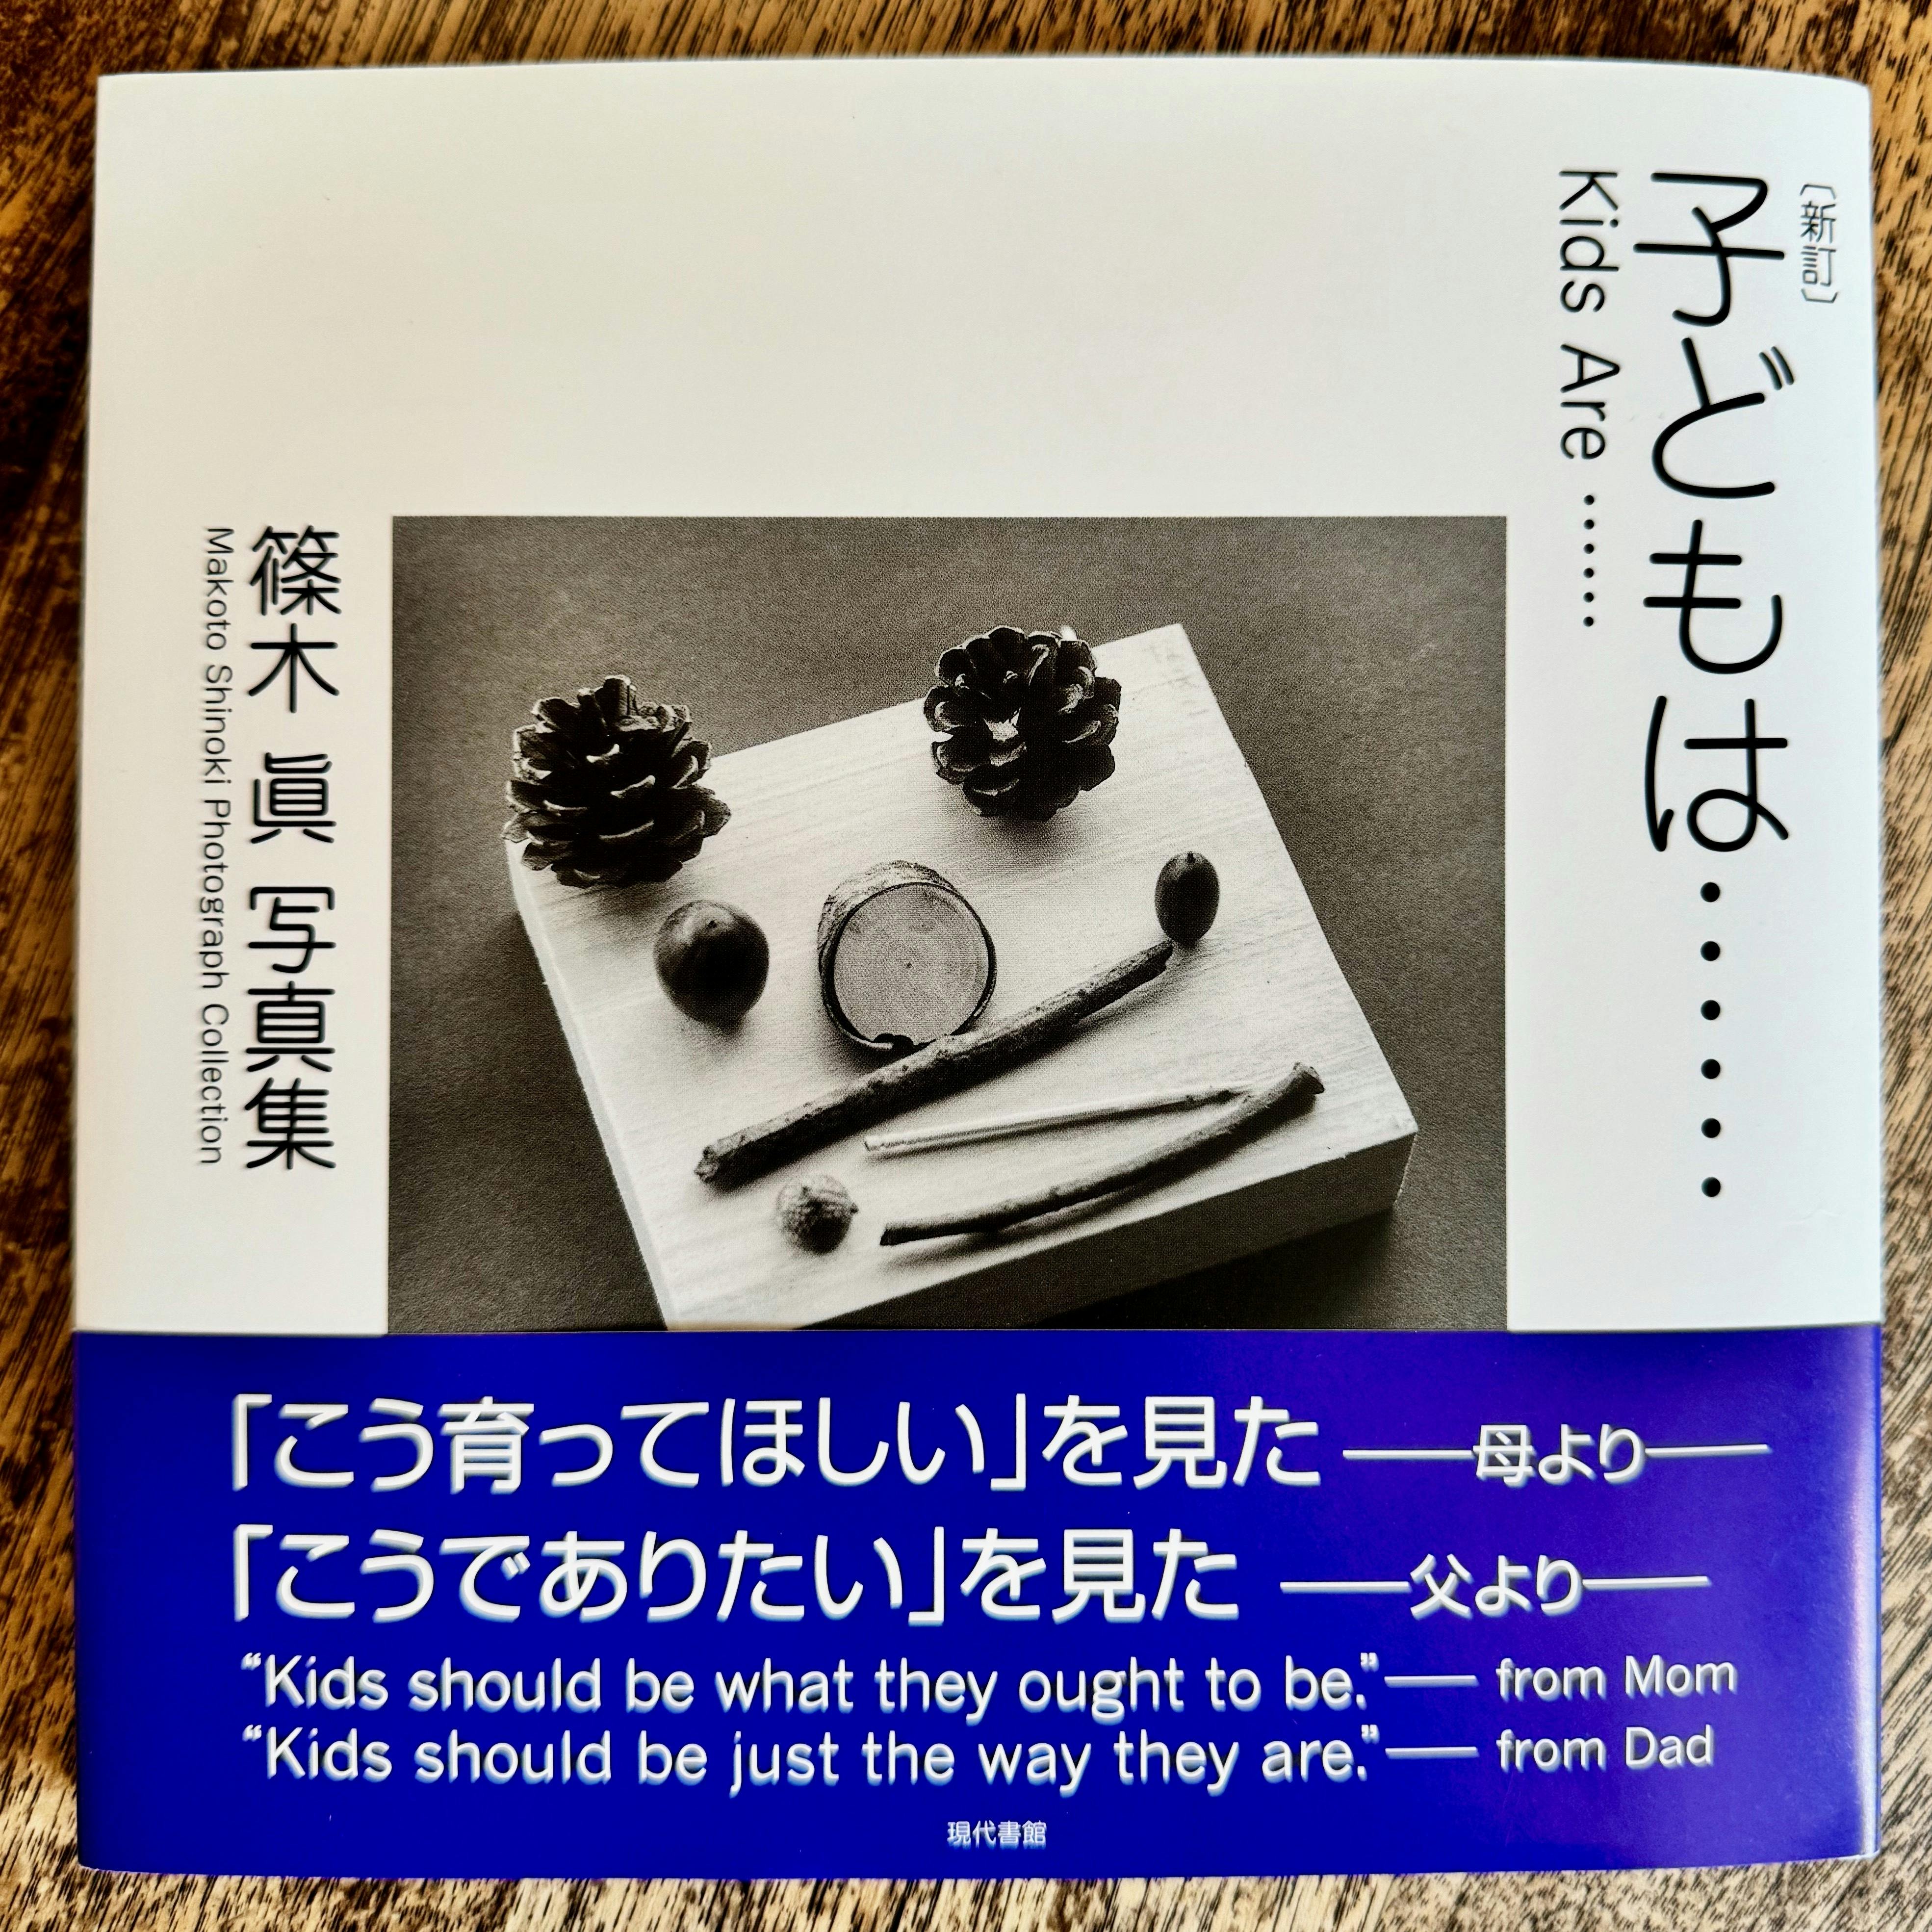 〔新訂〕
子どもは・・・・・・
Kids Are ······
篠木 眞 写真集
Makoto Shinoki Photograph Collection
「こう育ってほしい」を見た ――母より――
「こうでありたい」を見た ――父より――
“Kids should be what they ought to be.”— from Mom
“Kids should be just the way they are.”— from Dad
現代書館